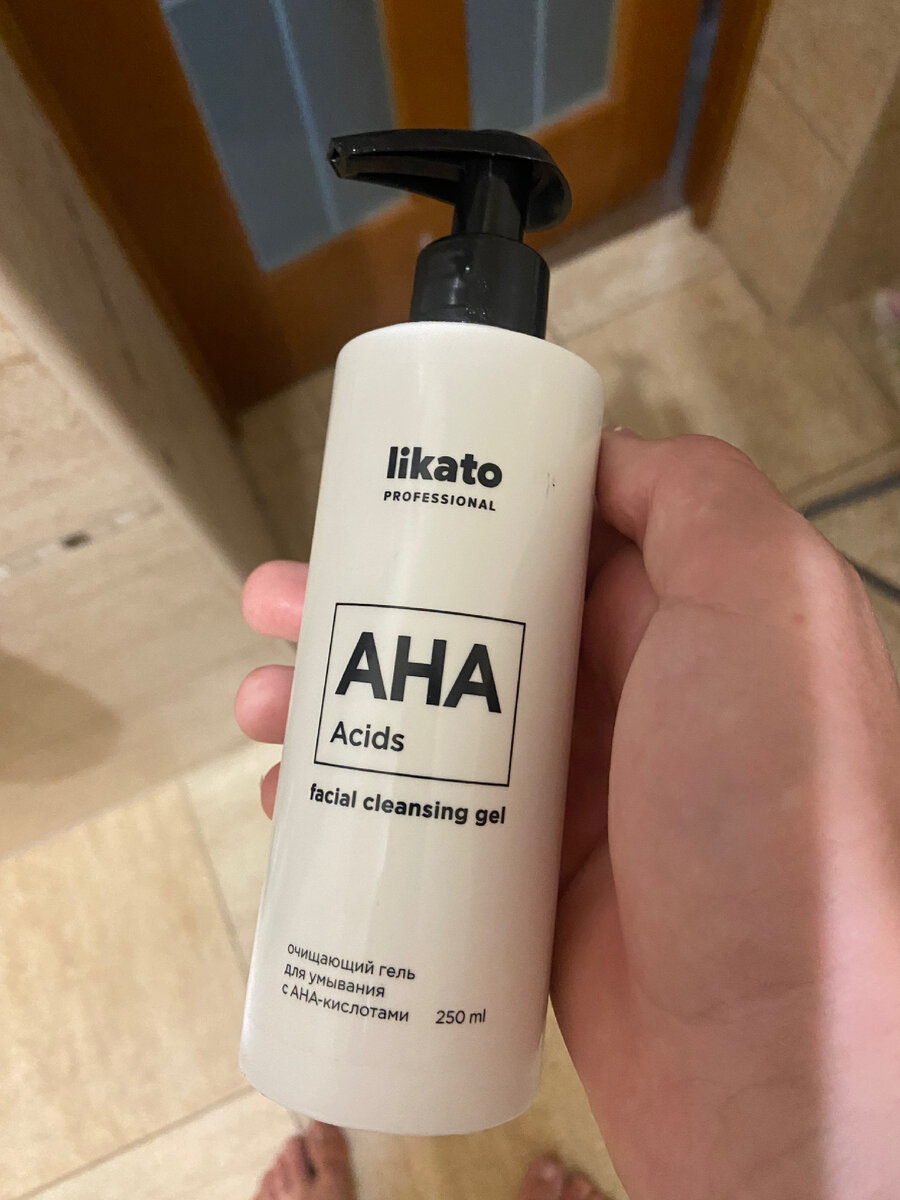 likato
PROFESSIONAL
AHA
Acids
facial cleansing gel
очищающий гель
для умывания
с АНА-кислотами
250 ml